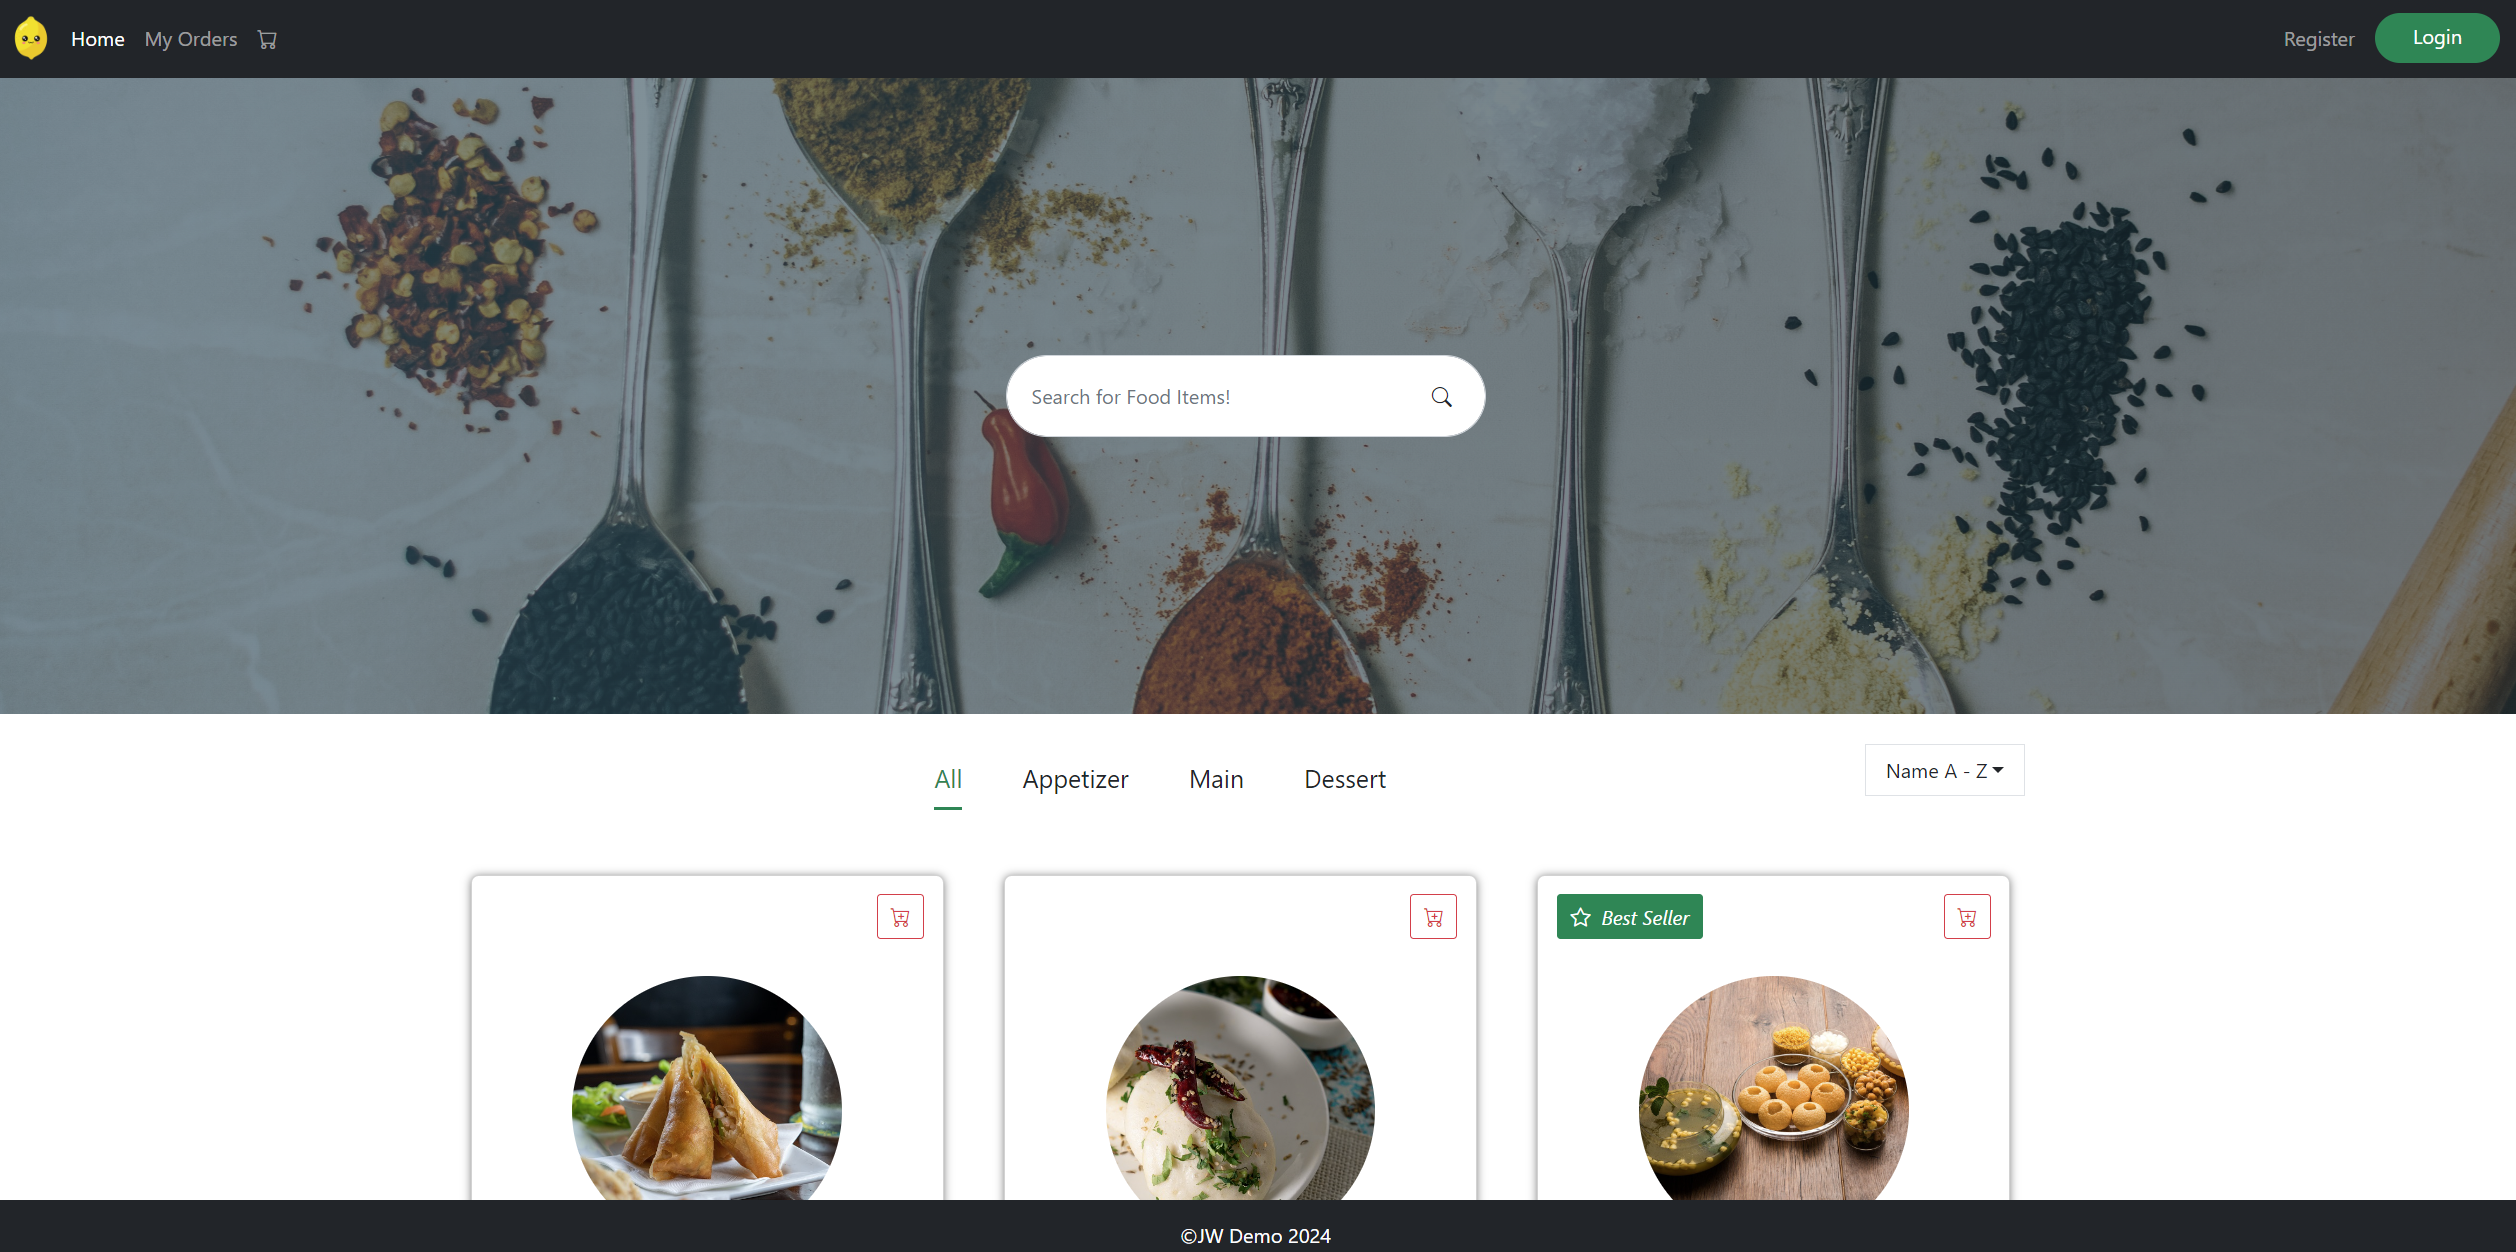 Home
My Orders
Register
Login
Search for Food Items!
All
Appetizer
Main
Dessert
Name A - Z
Best Seller
©JW Demo 2024